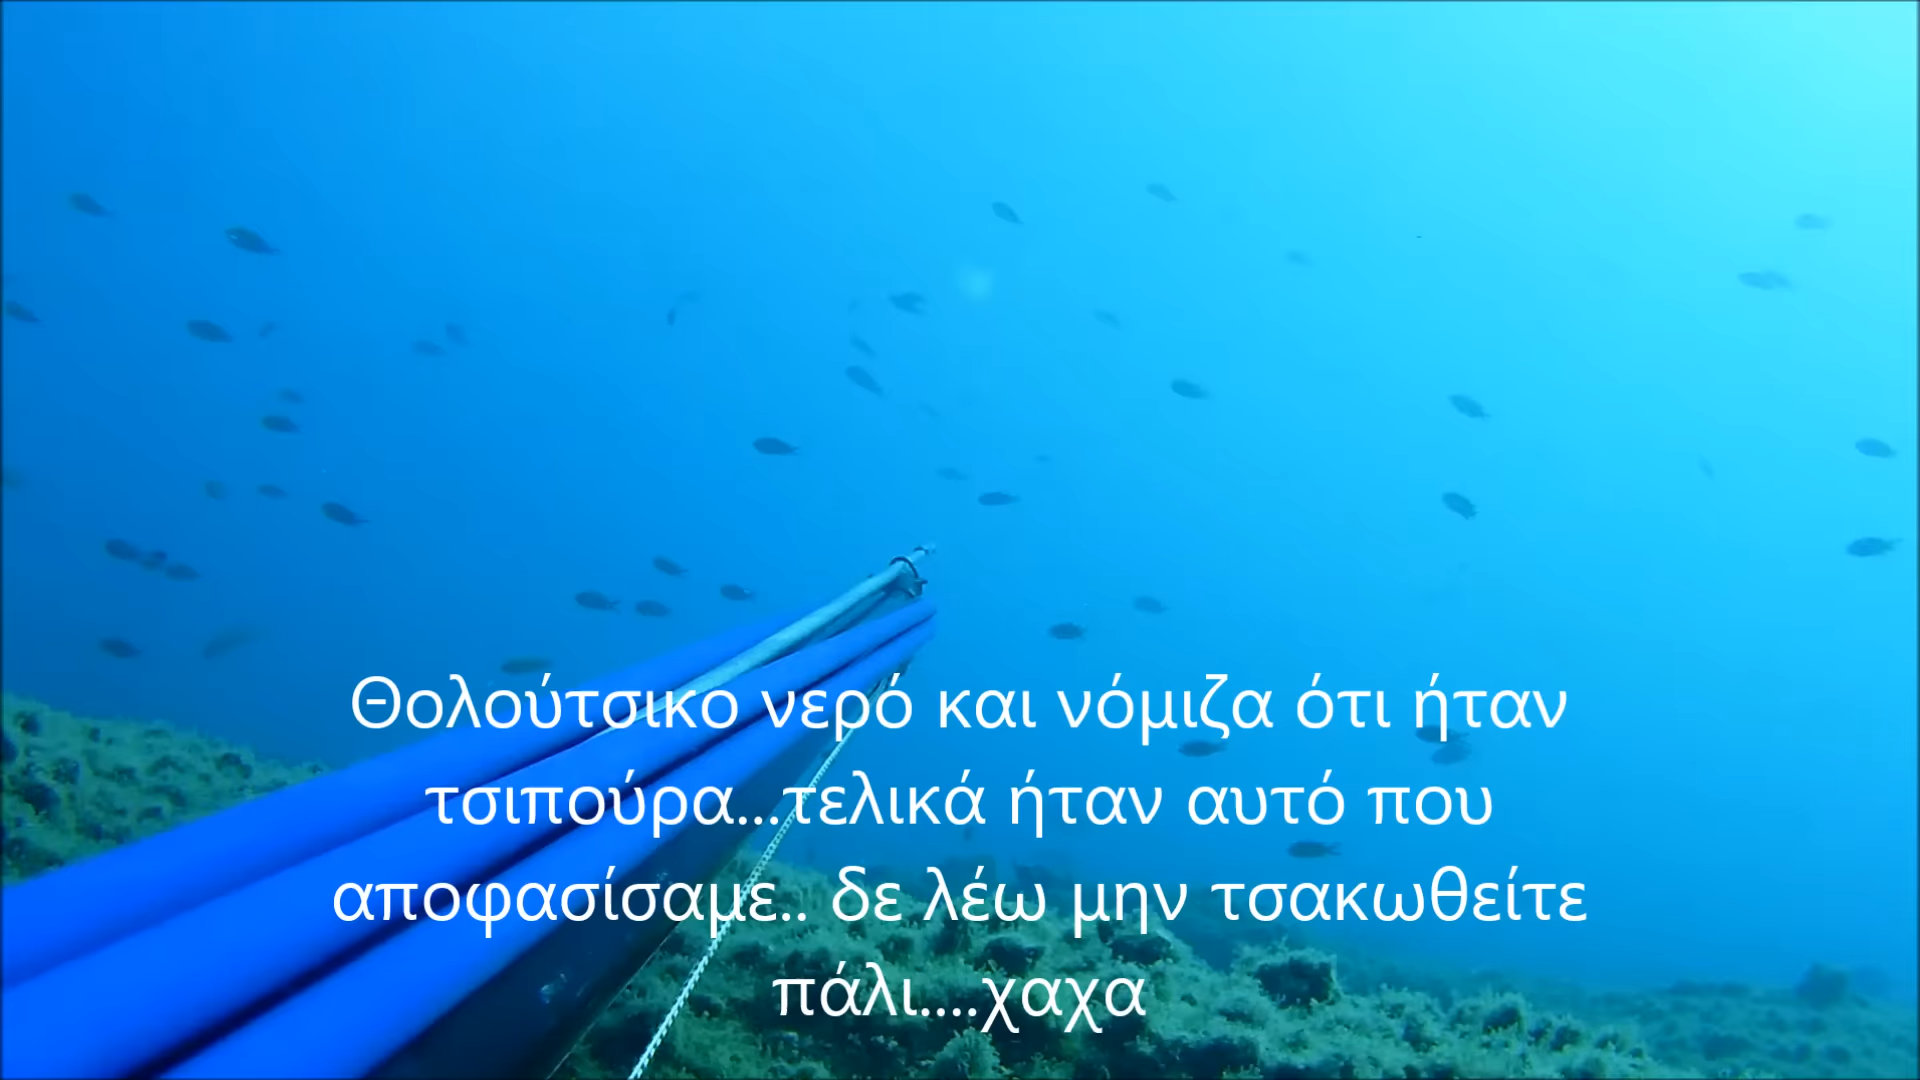 Θολούτσικο νερό και νόμιζα ότι ήταν
τσιπούρα...τελικά ήταν αυτό που
αποφασίσαμε.. δε λέω μην τσακωθείτε
πάλι....χαχα